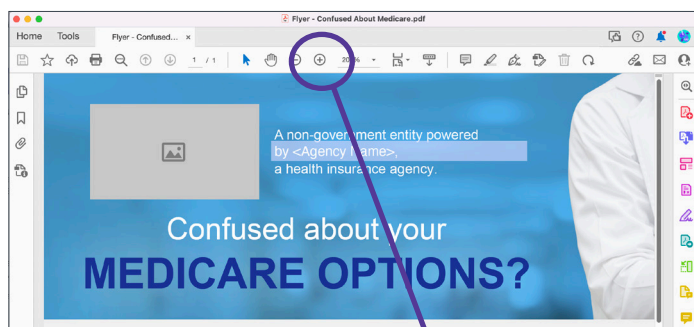 Flyer - Confused About Medicare.pdf
Home Tools Flyer - Confused... ×
1 / 1
A non-government entity powered
by <Agency Name>,
a health insurance agency.
Confused about your
MEDICARE OPTIONS?